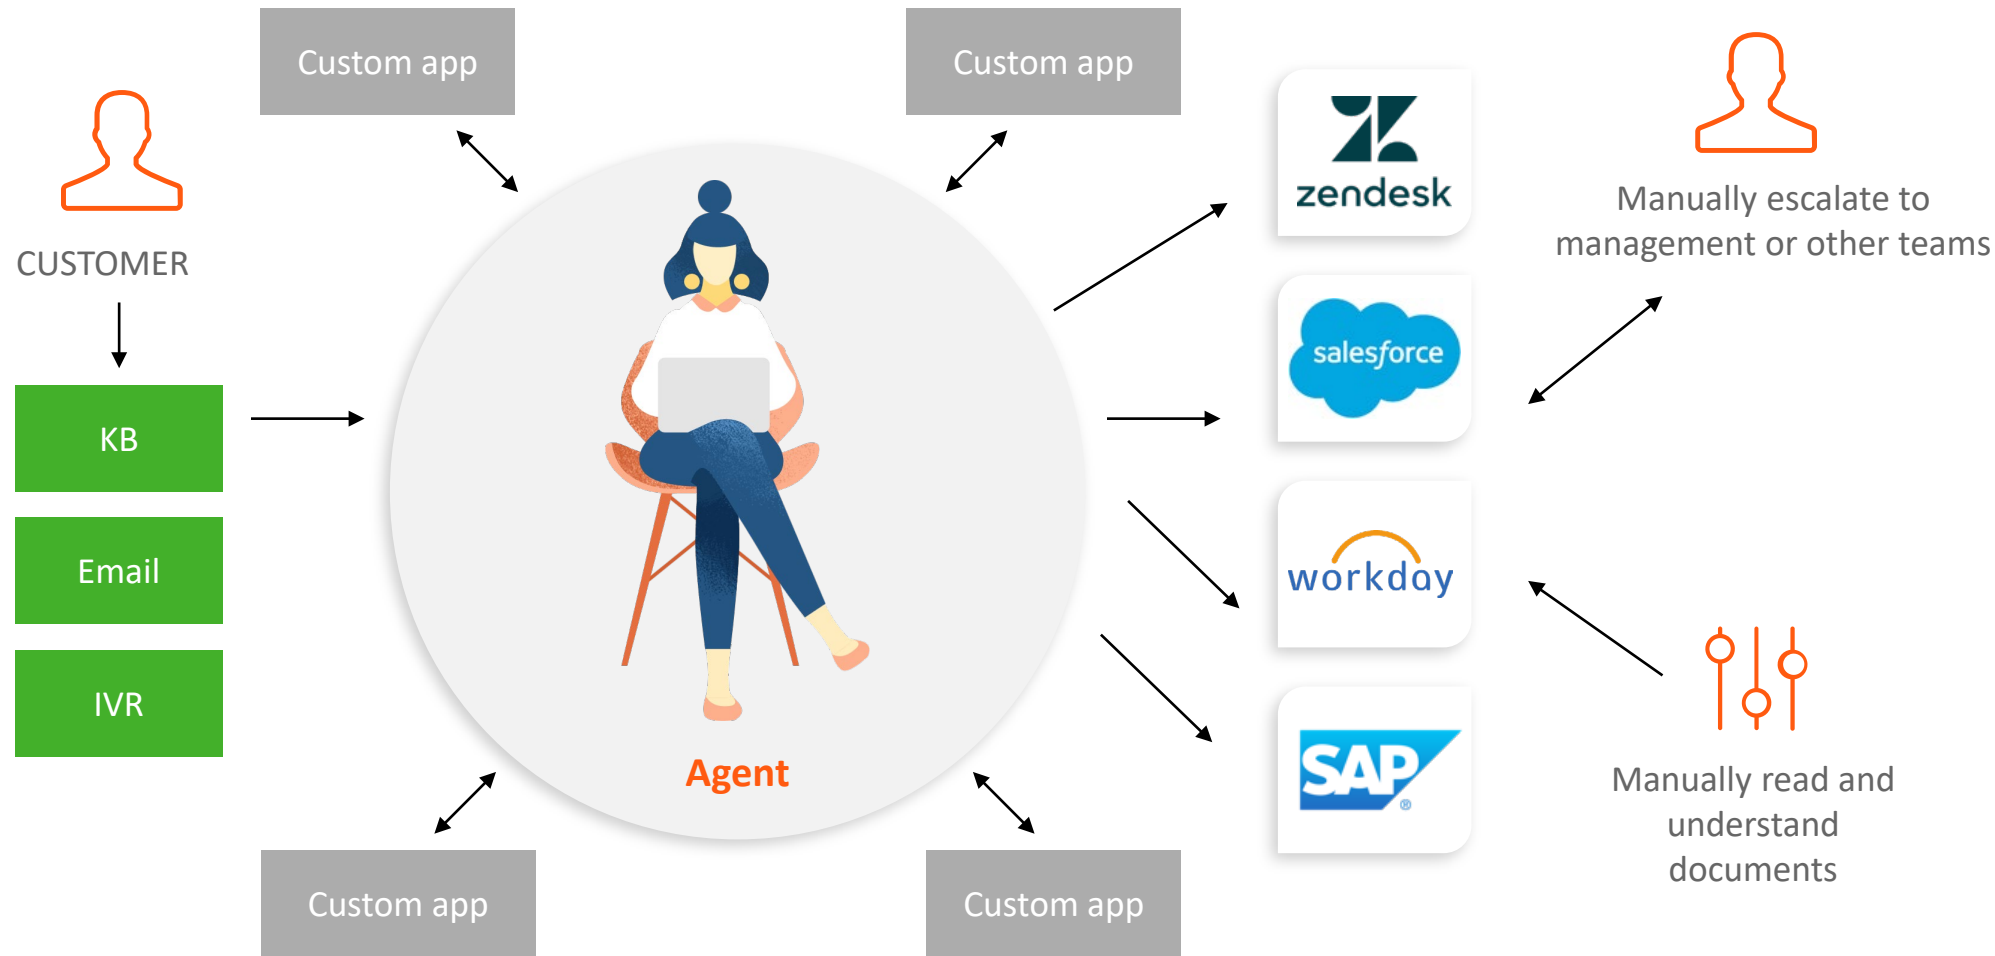 Custom app
Custom app
CUSTOMER
KB
Email
IVR
Agent
Custom app
Custom app
zendesk
salesforce
workday
SAP
®
Manually escalate to
management or other teams
Manually read and
understand
documents